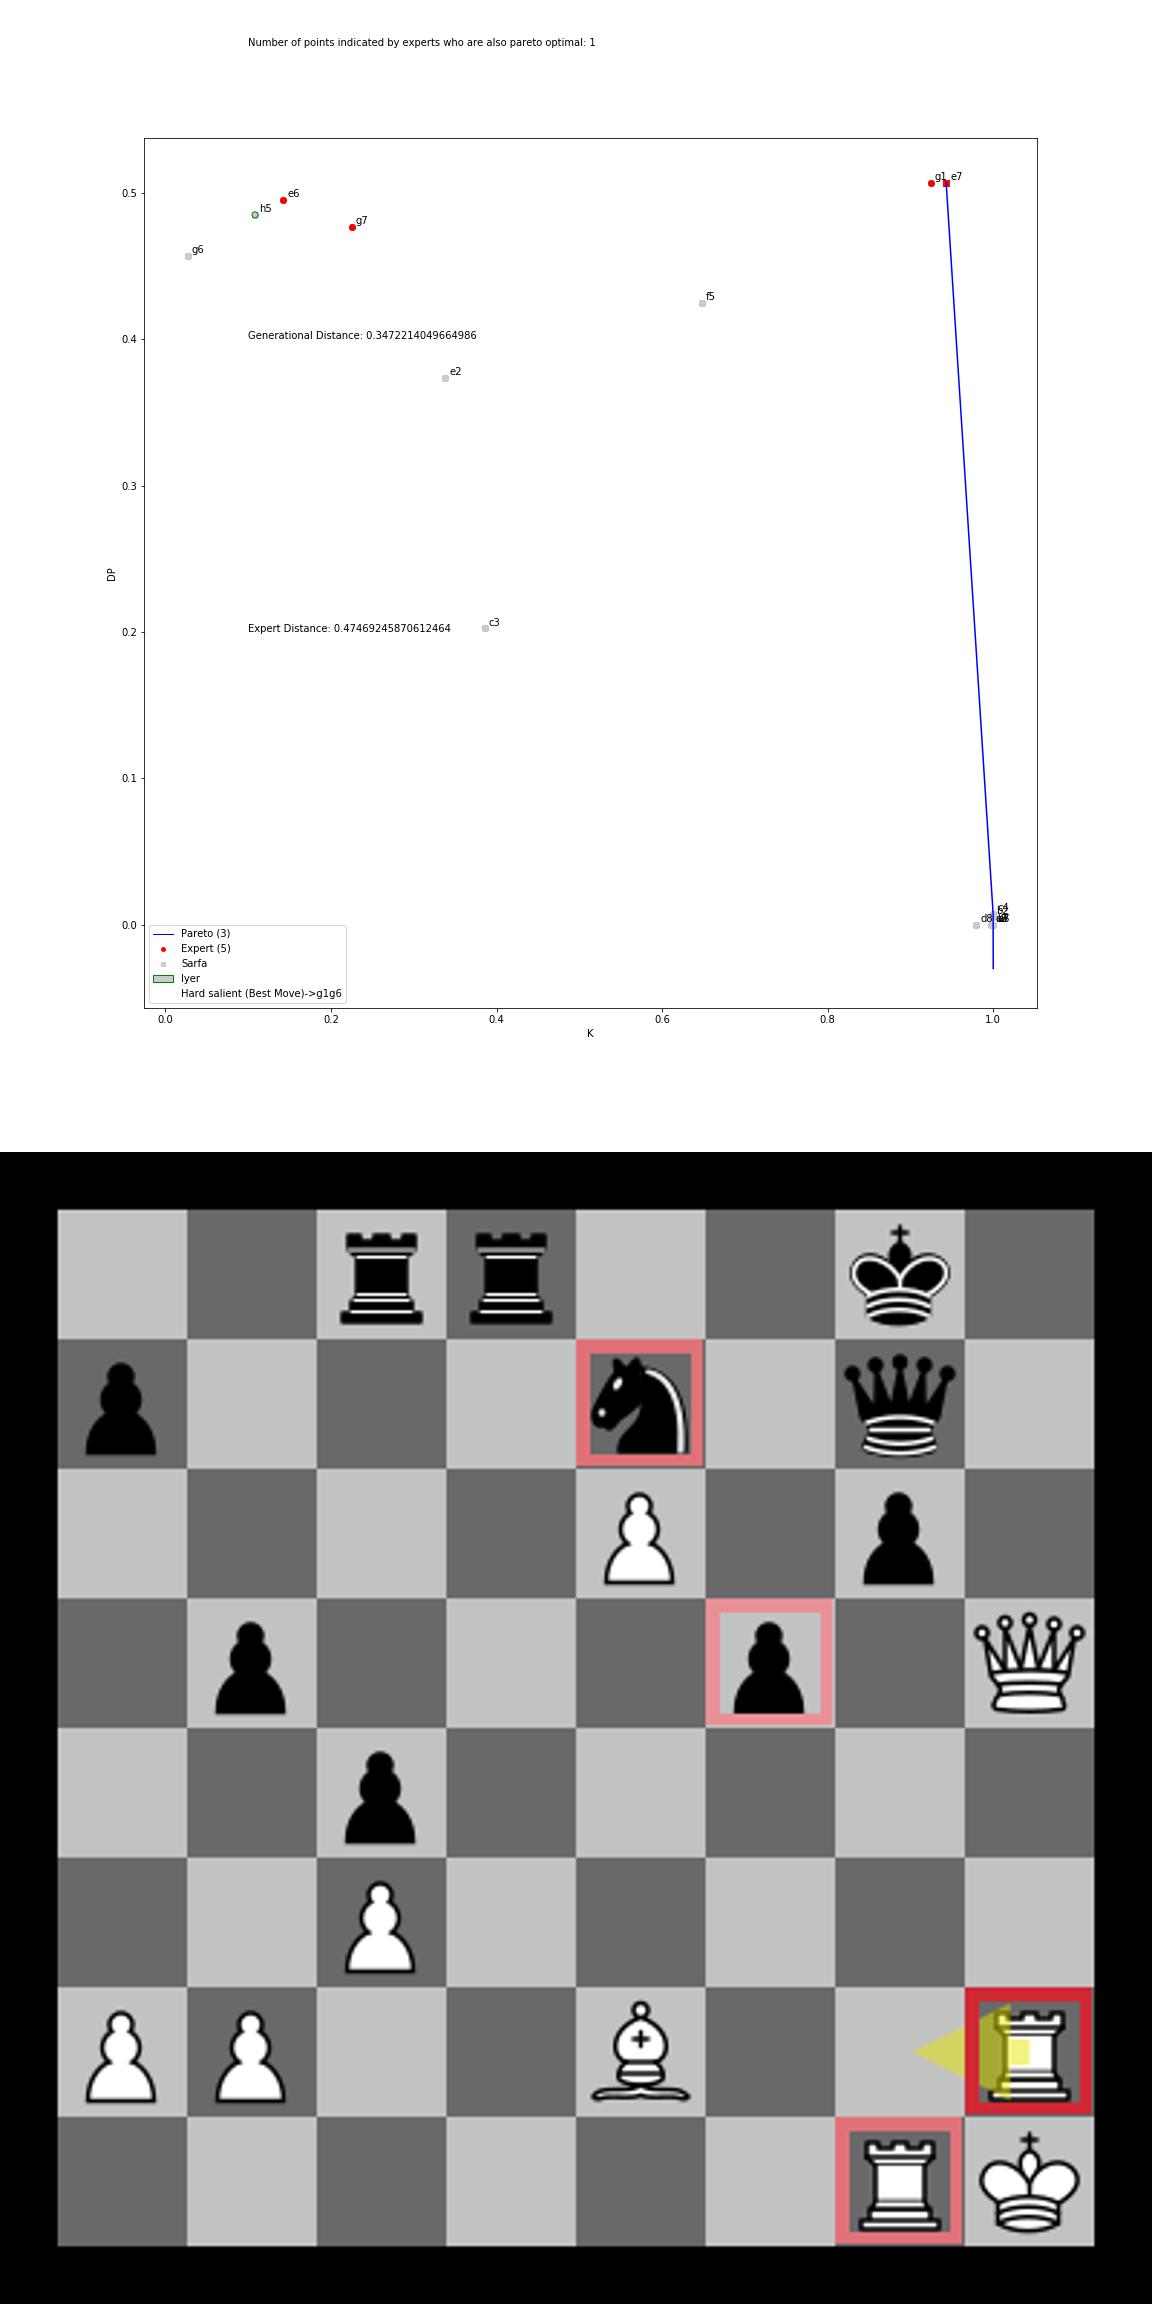 Number of points indicated by experts who are also pareto optimal: 1
g1 e7
0.5
e6
h5
g7
g6
f5
Generational Distance: 0.3472214049664986
0.4
e2
0.3
DP
Expert Distance: 0.47469245870612464
c3
0.2
0.1
0.0
d8
Pareto (3)
Expert (5)
Sarfa
Iyer
Hard salient (Best Move)->g1g6
0.0 0.2 0.4 0.6 0.8 1.0
K